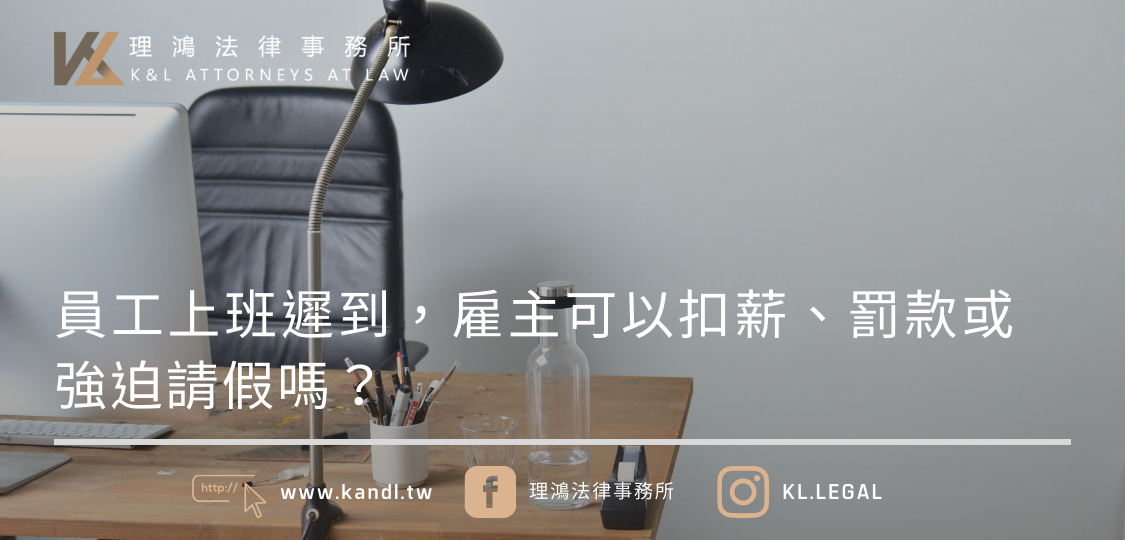 理鴻法律事務所
K&L ATTORNEYS AT LAW
員工上班遲到，雇主可以扣薪、罰款或
強迫請假嗎？
http://
www.kandl.tw
理鴻法律事務所
KL.LEGAL